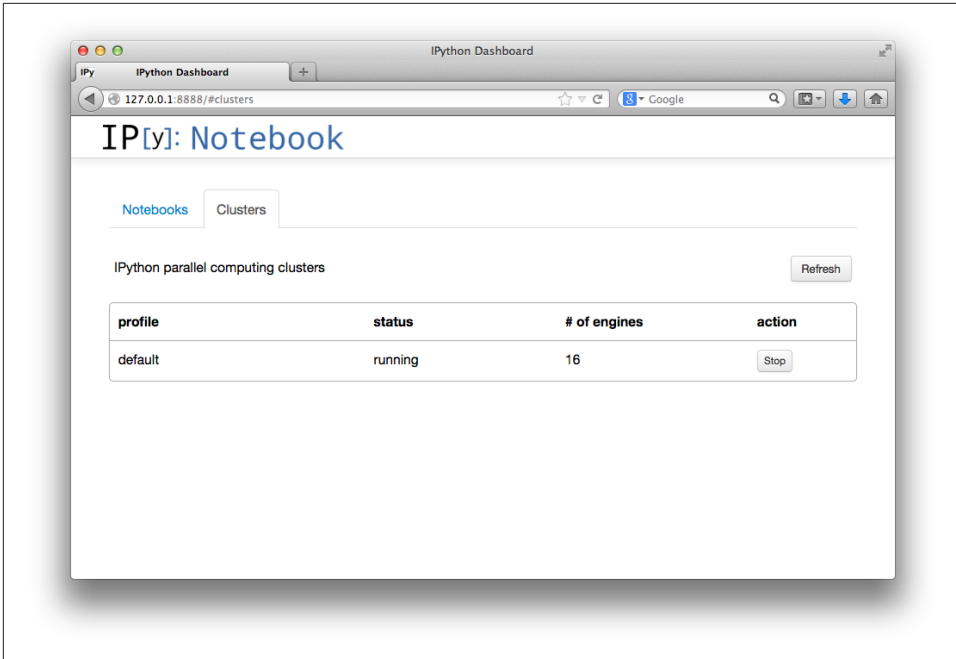 IPython Dashboard
IPy IPython Dashboard +
127.0.0.1:8888/#clusters
8 Google
IP[y]: Notebook
Notebooks Clusters
IPython parallel computing clusters Refresh
profile status # of engines action
default running 16 Stop